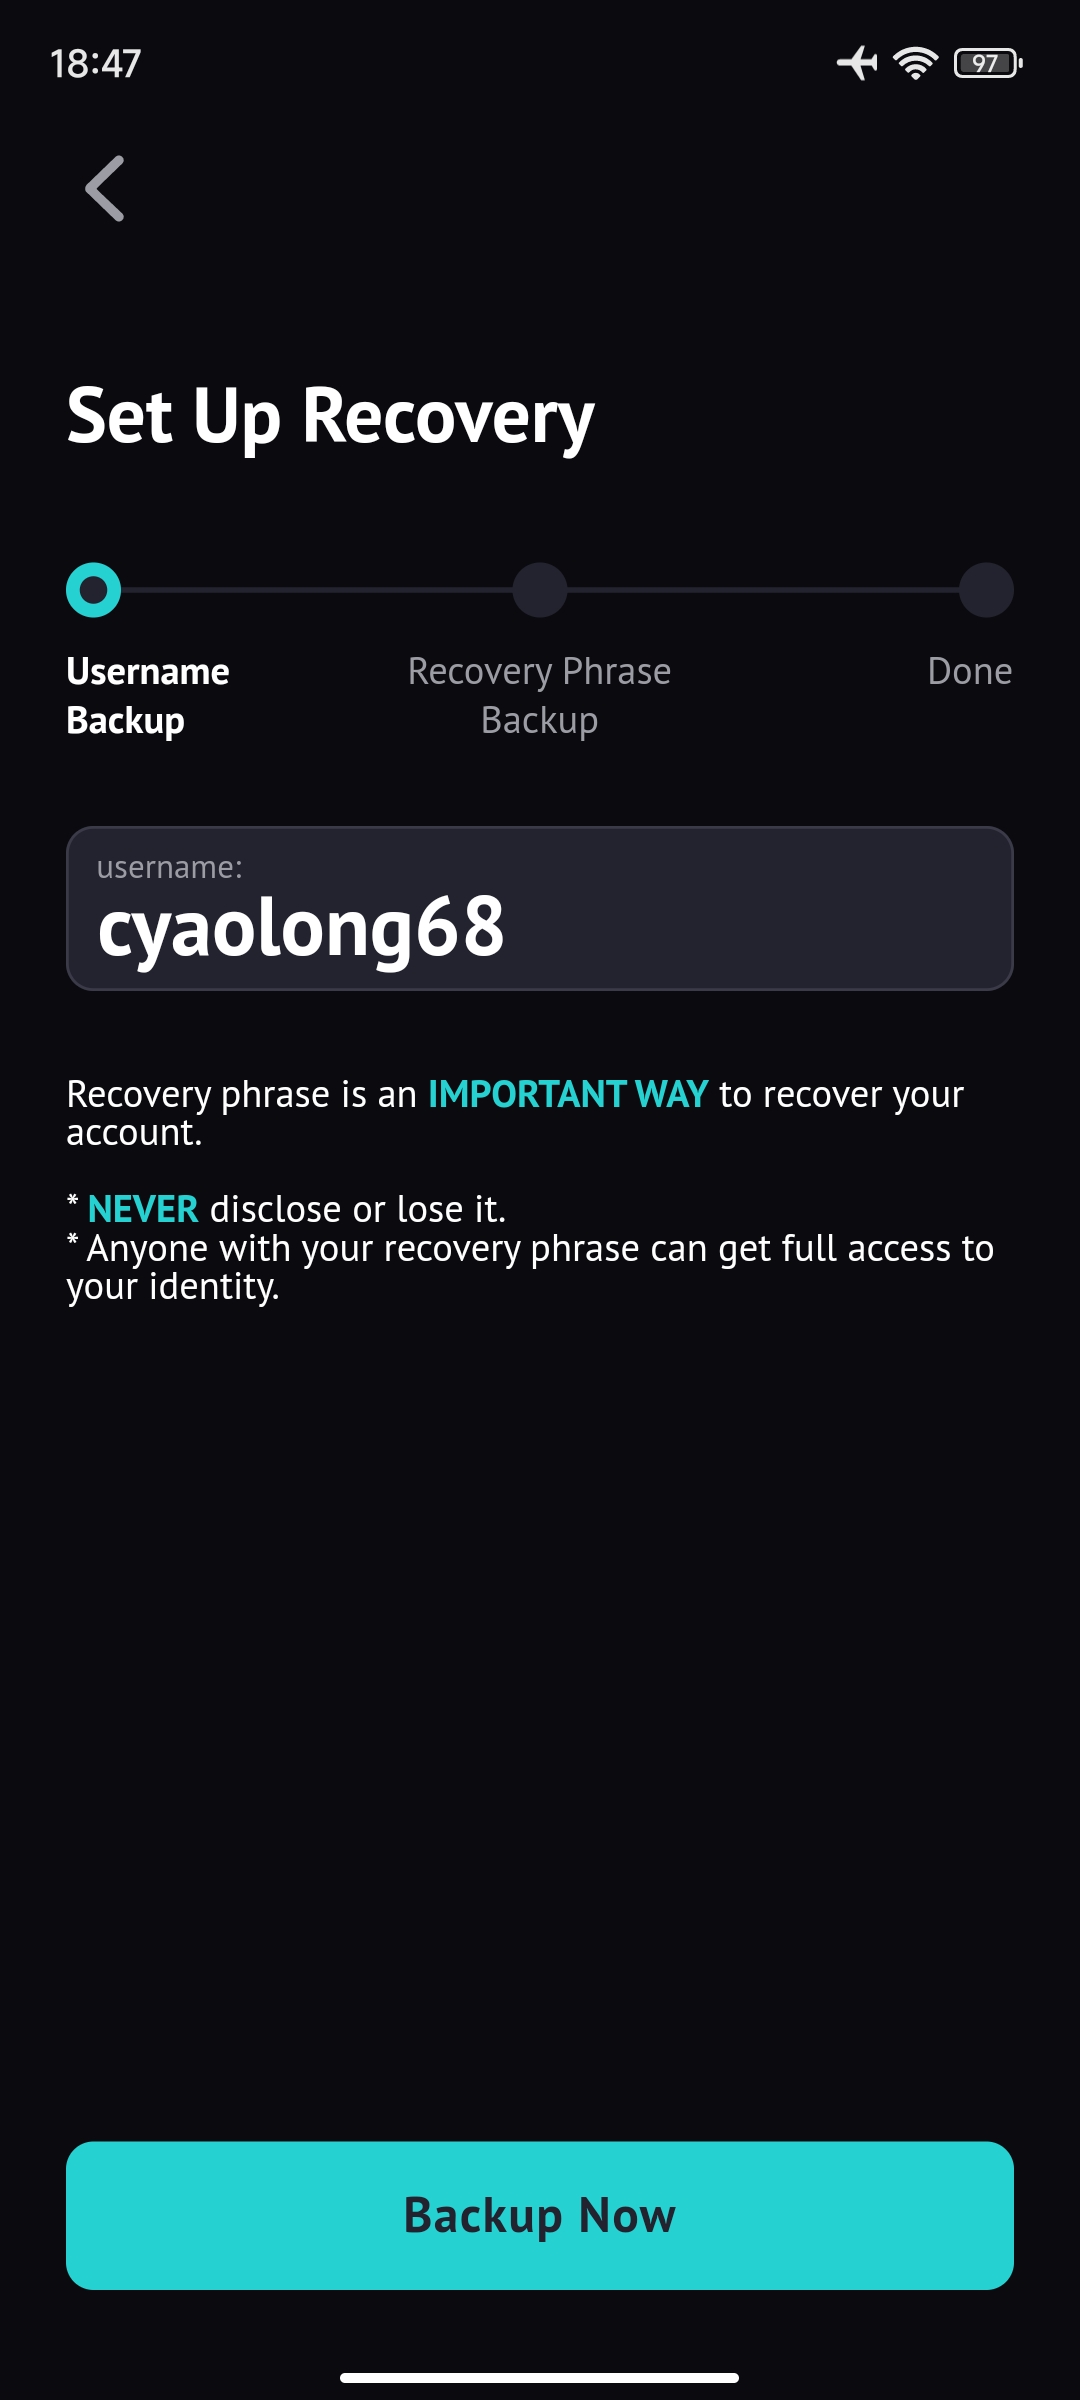 18:47
97
Set Up Recovery
Username
Backup
Recovery Phrase
Backup
Done
username:
cyaolong68
Recovery phrase is an IMPORTANT WAY to recover your
account.
* NEVER disclose or lose it.
* Anyone with your recovery phrase can get full access to
your identity.
Backup Now